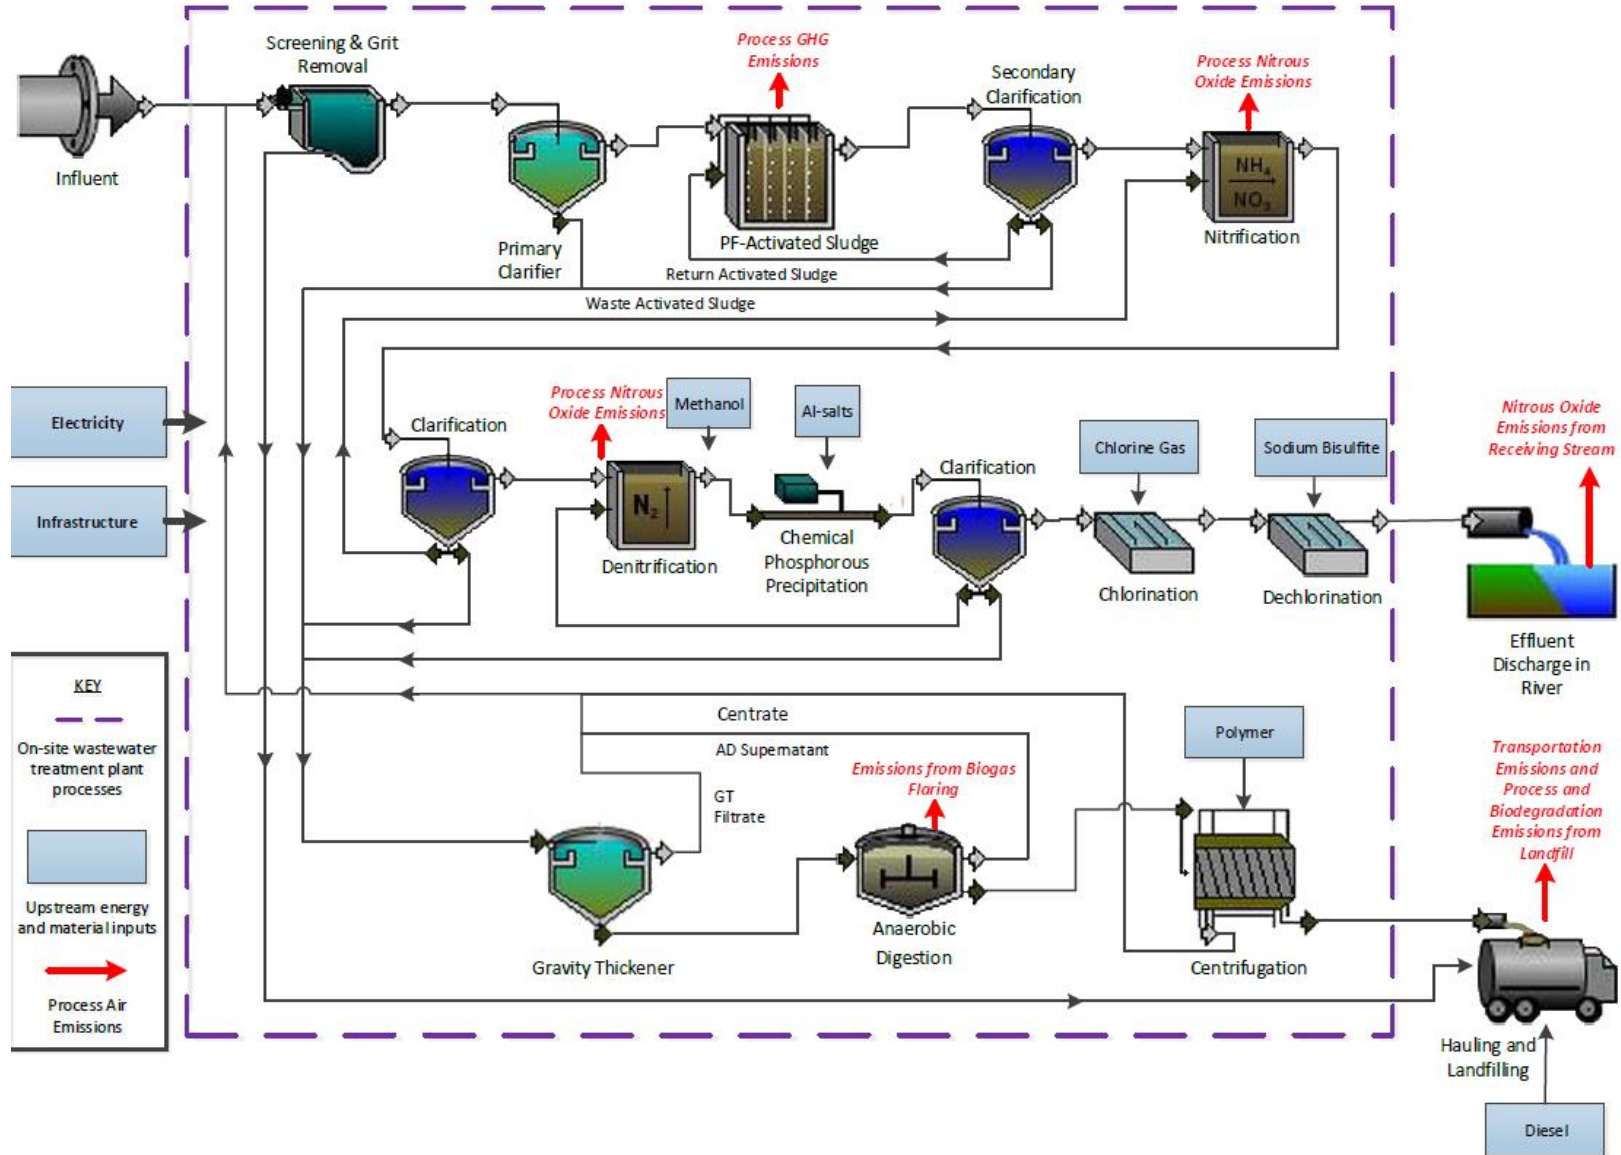 Screening & Grit
Removal
Process GHG
Emissions
Secondary
Clarification
Process Nitrous
Oxide Emissions
Influent
NH4
NO3
Primary
Clarifier
PF-Activated Sludge
Nitrification
Return Activated Sludge
Waste Activated Sludge
Electricity
Infrastructure
Clarification
Process Nitrous
Oxide Emissions
Methanol
Al-salts
Clarification
Chlorine Gas
Sodium Bisulfite
Nitrous Oxide
Emissions from
Receiving Stream
N2
Denitrification
Chemical
Phosphorous
Precipitation
Chlorination
Dechlorination
Effluent
Discharge in
River
KEY
On-site wastewater
treatment plant
processes
Upstream energy
and material inputs
Process Air
Emissions
Centrate
AD Supernatant
GT
Filtrate
Emissions from Biogas
Flaring
Polymer
Transportation
Emissions and
Process and
Biodegradation
Emissions from
Landfill
Gravity Thickener
Anaerobic
Digestion
Centrifugation
Hauling and
Landfilling
Diesel